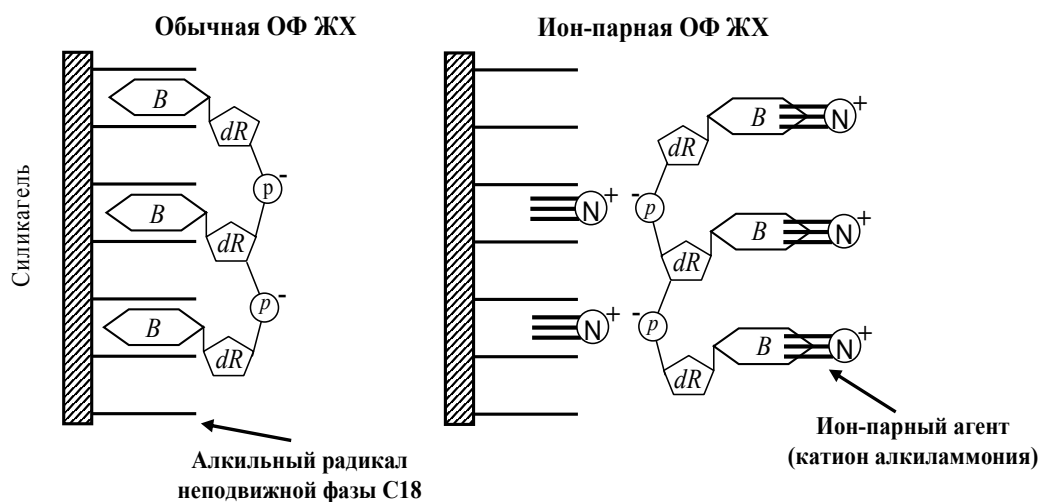 Обычная ОФ ЖХ
Ион-парная ОФ ЖХ
Силикагель
B
dR
p
-
B
dR
p
-
B
dR
Алкильный радикал
неподвижной фазы С18
dR
B
N
+
N
+
-
p
dR
B
N
+
N
+
-
p
dR
B
N
+
Ион-парный агент
(катион алкиламмония)